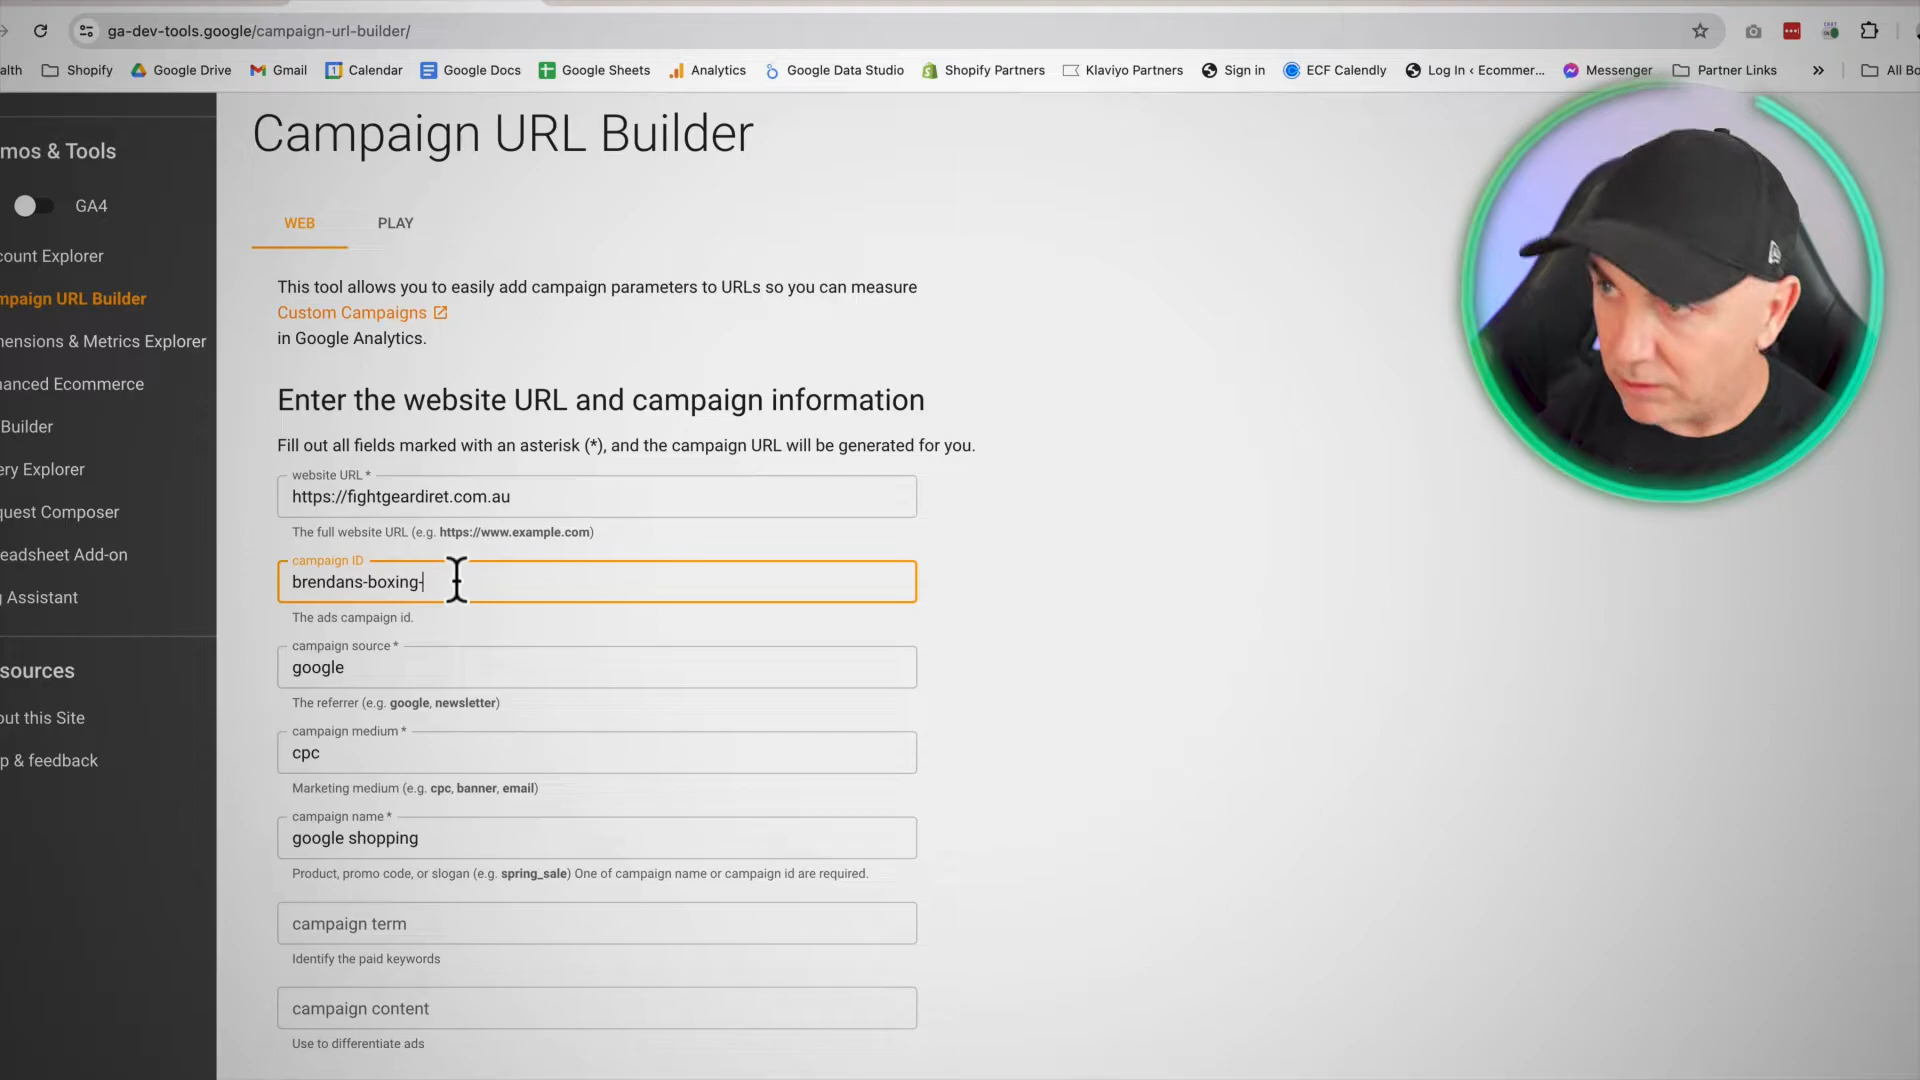 ga-dev-tools.google/campaign-url-builder/
alth Shopify Google Drive Gmail Calendar Google Docs Google Sheets Analytics Google Data Studio Shopify Partners Klaviyo Partners Sign in ECF Calendly Log In ‹ Ecommer... Messenger Partner Links » All Bo
mos & Tools
GA4
count Explorer
mpaign URL Builder
mensions & Metrics Explorer
hanced Ecommerce
Builder
ery Explorer
quest Composer
eadsheet Add-on
g Assistant
sources
out this Site
p & feedback
Campaign URL Builder
WEB PLAY
This tool allows you to easily add campaign parameters to URLs so you can measure
Custom Campaigns
in Google Analytics.
Enter the website URL and campaign information
Fill out all fields marked with an asterisk (*), and the campaign URL will be generated for you.
website URL *
https://fightgeardiret.com.au
The full website URL (e.g. https://www.example.com)
campaign ID
brendans-boxing-
The ads campaign id.
campaign source *
google
The referrer (e.g. google, newsletter)
campaign medium *
cpc
Marketing medium (e.g. cpc, banner, email)
campaign name *
google shopping
Product, promo code, or slogan (e.g. spring_sale) One of campaign name or campaign id are required.
campaign term
Identify the paid keywords
campaign content
Use to differentiate ads